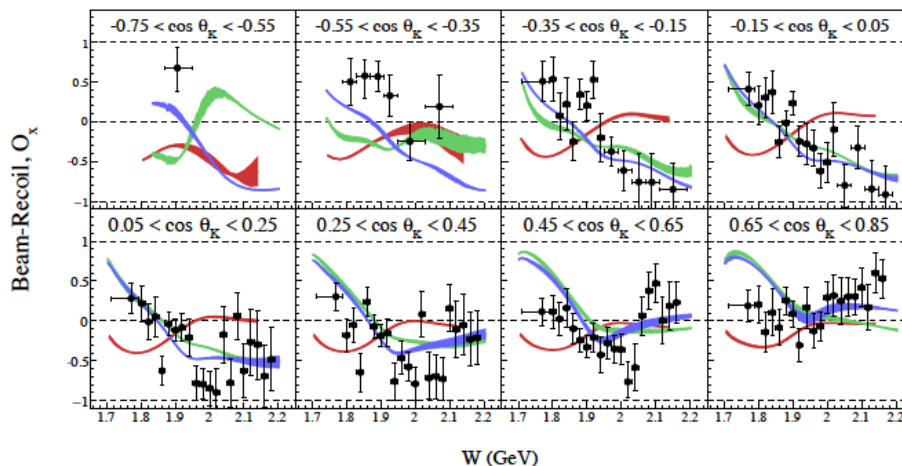 -0.75 < cos θK < -0.55
-0.55 < cos θK < -0.35
-0.35 < cos θK < -0.15
-0.15 < cos θK < 0.05
1
0.5
0
-0.5
-1
0.05 < cos θK < 0.25
0.25 < cos θK < 0.45
0.45 < cos θK < 0.65
0.65 < cos θK < 0.85
1
0.5
0
-0.5
-1
1.7 1.8 1.9 2 2.1 2.2
1.7 1.8 1.9 2 2.1 2.2
1.7 1.8 1.9 2 2.1 2.2
1.7 1.8 1.9 2 2.1 2.2
Beam-Recoil, Ox
W (GeV)